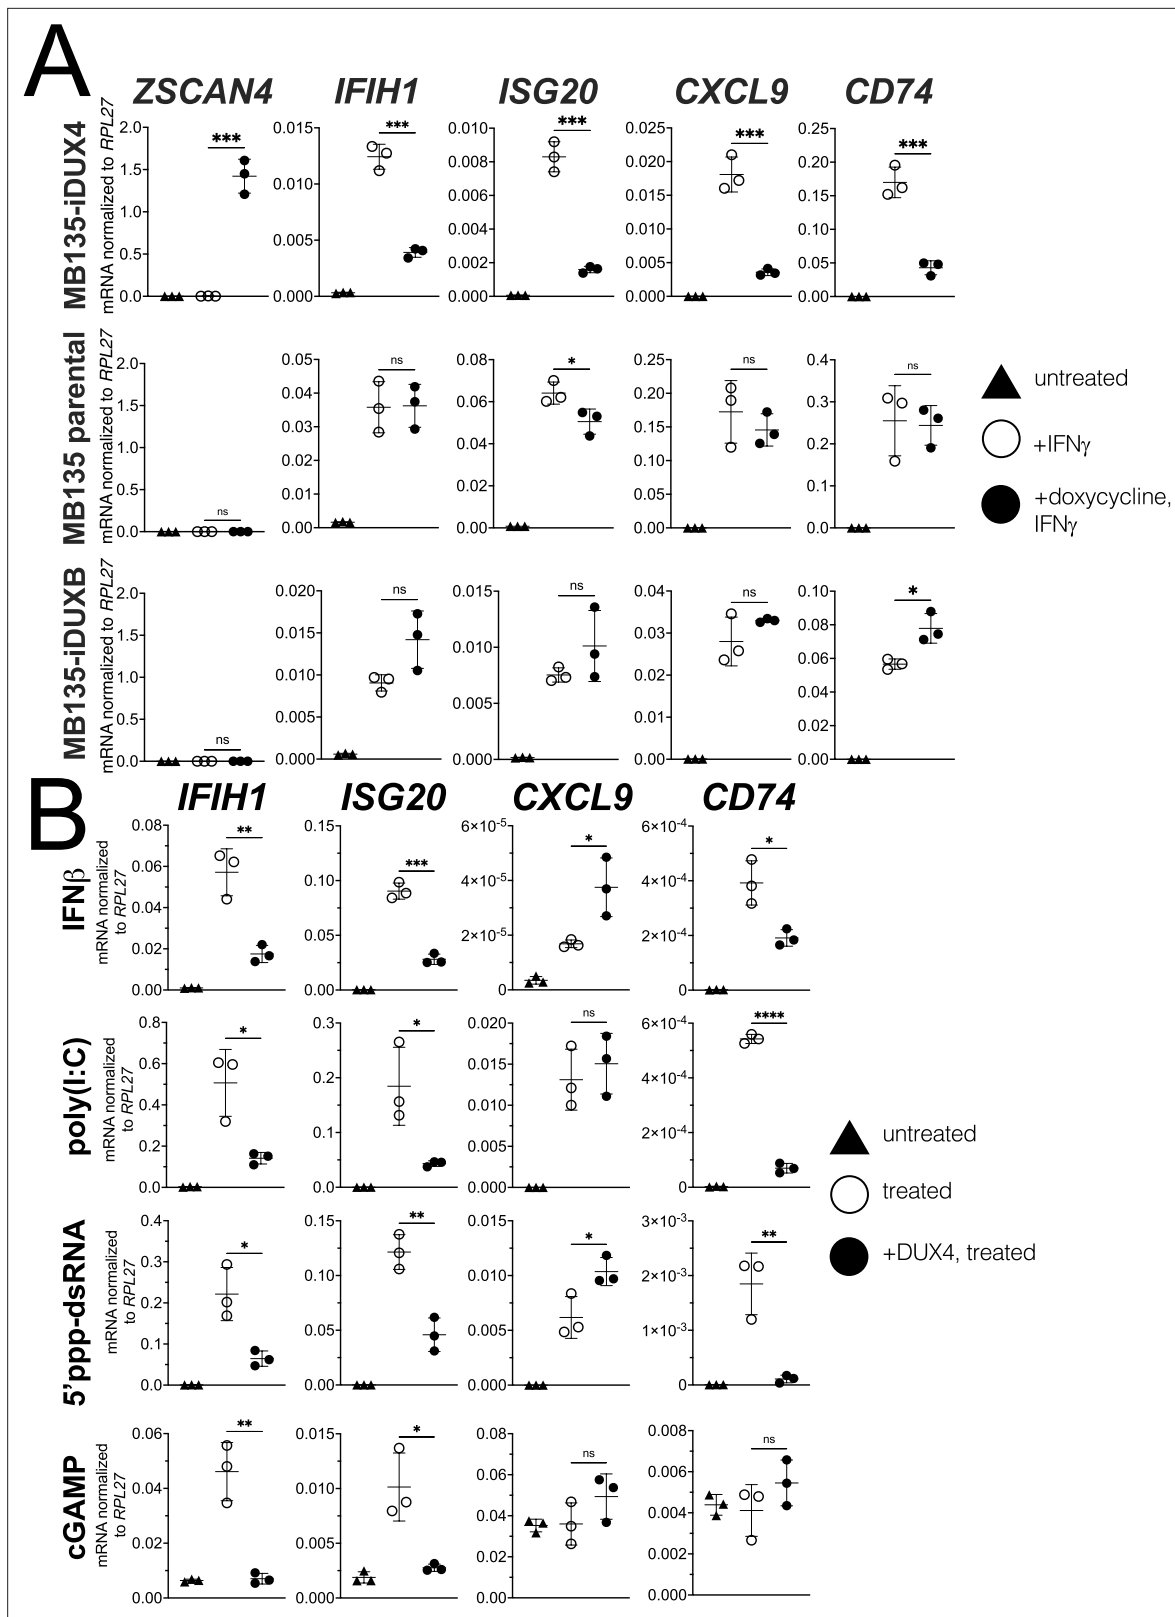 A
ZSCAN4 IFIH1 ISG20 CXCL9 CD74
MB135-iDUX4
mRNA normalized to RPL27
2.0 1.5 1.0 0.5 0.0
***
0.015 0.010 0.005 0.000
***
0.010 0.008 0.006 0.004 0.002 0.000
***
0.025 0.020 0.015 0.010 0.005 0.000
***
0.25 0.20 0.15 0.10 0.05 0.00
***
MB135 parental
mRNA normalized to RPL27
2.0 1.5 1.0 0.5 0.0
ns
0.05 0.04 0.03 0.02 0.01 0.00
ns
0.08 0.06 0.04 0.02 0.00
*
0.25 0.20 0.15 0.10 0.05 0.00
ns
0.4 0.3 0.2 0.1 0.0
ns
untreated
+IFNγ
+doxycycline,
IFNγ
MB135-iDUXB
mRNA normalized to RPL27
2.0 1.5 1.0 0.5 0.0
ns
0.020 0.015 0.010 0.005 0.000
ns
0.015 0.010 0.005 0.000
ns
0.04 0.03 0.02 0.01 0.00
ns
0.10 0.08 0.06 0.04 0.02 0.00
*
B
IFIH1 ISG20 CXCL9 CD74
IFNβ
mRNA normalized
to RPL27
0.08 0.06 0.04 0.02 0.00
**
0.15 0.10 0.05 0.00
***
6×10-5 4×10-5 2×10-5 0
*
6×10-4 4×10-4 2×10-4 0
*
poly(I:C)
mRNA normalized
to RPL27
0.8 0.6 0.4 0.2 0.0
*
0.3 0.2 0.1 0.0
*
0.020 0.015 0.010 0.005 0.000
ns
6×10-4 4×10-4 2×10-4 0
****
untreated
treated
+DUX4, treated
5'ppp-dsRNA
mRNA normalized
to RPL27
0.4 0.3 0.2 0.1 0.0
*
0.15 0.10 0.05 0.00
**
0.015 0.010 0.005 0.000
*
3×10-3 2×10-3 1×10-3 0
**
cGAMP
mRNA normalized
to RPL27
0.06 0.04 0.02 0.00
**
0.015 0.010 0.005 0.000
*
0.08 0.06 0.04 0.02 0.00
ns
0.008 0.006 0.004 0.002 0.000
ns